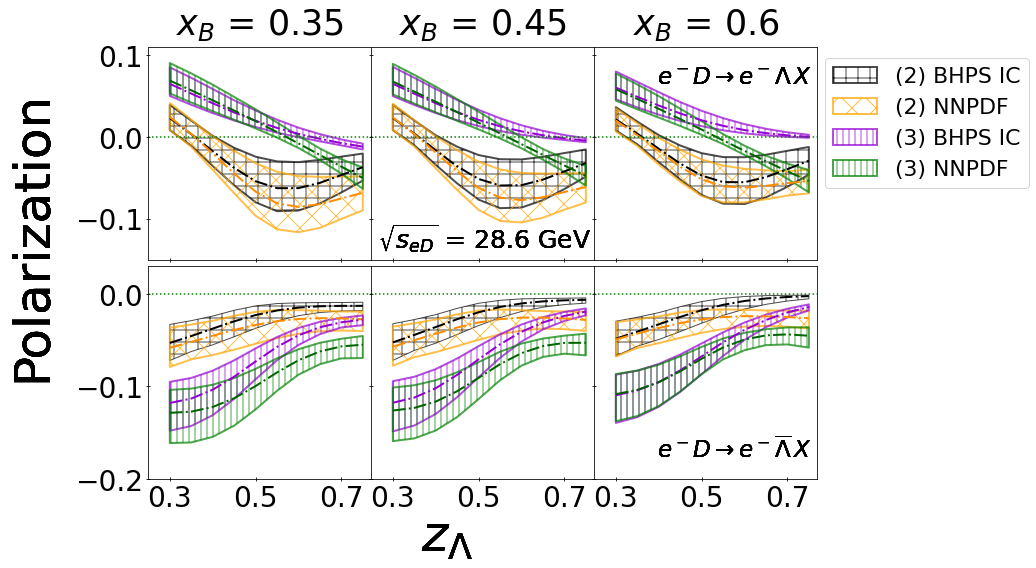 x_B = 0.35 x_B = 0.45 x_B = 0.6
0.1
0.0
−0.1
e⁻D → e⁻ΛX
√s_{eD} = 28.6 GeV
(2) BHPS IC
(2) NNPDF
(3) BHPS IC
(3) NNPDF
Polarization
0.0
−0.1
−0.2
e⁻D → e⁻Λ̅X
0.3 0.5 0.7 0.3 0.5 0.7 0.3 0.5 0.7
z_Λ